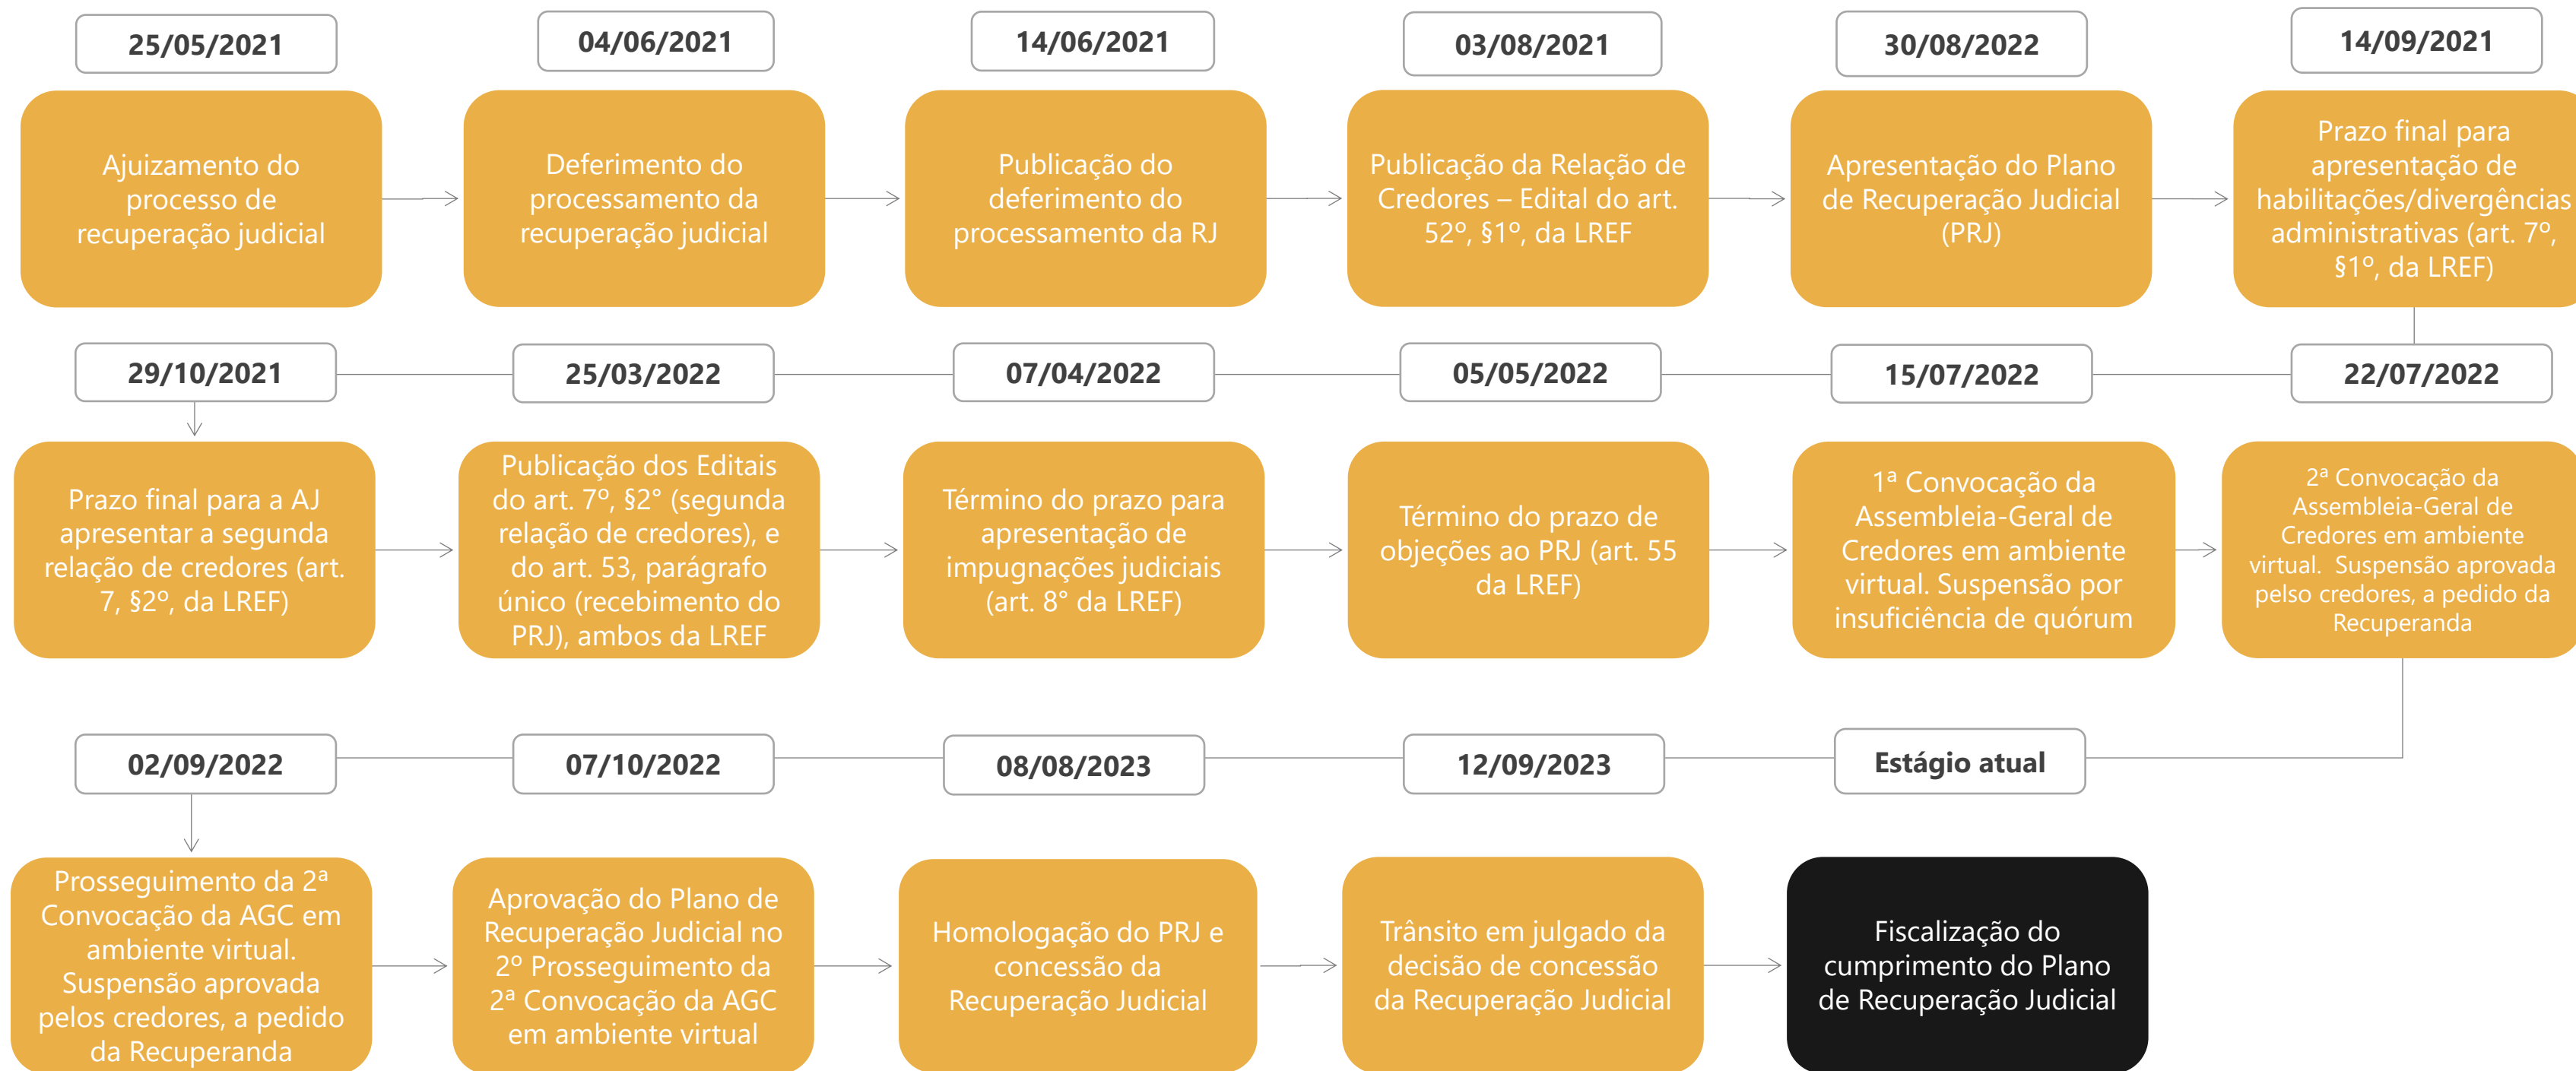 25/05/2021
04/06/2021
14/06/2021
03/08/2021
30/08/2022
14/09/2021
Ajuizamento do
processo de
recuperação judicial
Deferimento do
processamento da
recuperação judicial
Publicação do
deferimento do
processamento da RJ
Publicação da Relação de
Credores – Edital do art.
52º, §1º, da LREF
Apresentação do Plano
de Recuperação Judicial
(PRJ)
Prazo final para
apresentação de
habilitações/divergências
administrativas (art. 7º,
§1º, da LREF)
29/10/2021
25/03/2022
07/04/2022
05/05/2022
15/07/2022
22/07/2022
Prazo final para a AJ
apresentar a segunda
relação de credores (art.
7, §2º, da LREF)
Publicação dos Editais
do art. 7º, §2° (segunda
relação de credores), e
do art. 53, parágrafo
único (recebimento do
PRJ), ambos da LREF
Término do prazo para
apresentação de
impugnações judiciais
(art. 8° da LREF)
Término do prazo de
objeções ao PRJ (art. 55
da LREF)
1ª Convocação da
Assembleia-Geral de
Credores em ambiente
virtual. Suspensão por
insuficiência de quórum
2ª Convocação da
Assembleia-Geral de
Credores em ambiente
virtual.  Suspensão aprovada
pelso credores, a pedido da
Recuperanda
02/09/2022
07/10/2022
08/08/2023
12/09/2023
Estágio atual
Prosseguimento da 2ª
Convocação da AGC em
ambiente virtual.
Suspensão aprovada
pelos credores, a pedido
da Recuperanda
Aprovação do Plano de
Recuperação Judicial no
2º Prosseguimento da
2ª Convocação da AGC
em ambiente virtual
Homologação do PRJ e
concessão da
Recuperação Judicial
Trânsito em julgado da
decisão de concessão
da Recuperação Judicial
Fiscalização do
cumprimento do Plano
de Recuperação Judicial